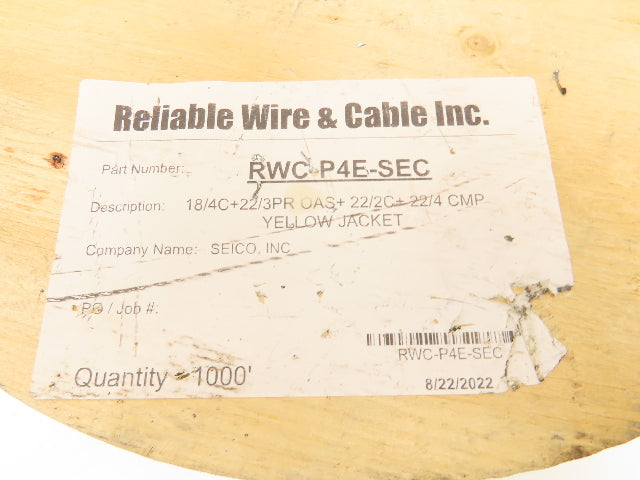 Reliable Wire & Cable Inc.
Part Number: RWC-P4E-SEC
Description: 18/4C+22/3PR OAS+ 22/2C+ 22/4 CMP
YELLOW JACKET
Company Name: SEICO, INC
PO / Job #:
RWC-P4E-SEC
Quantity - 1000'
8/22/2022